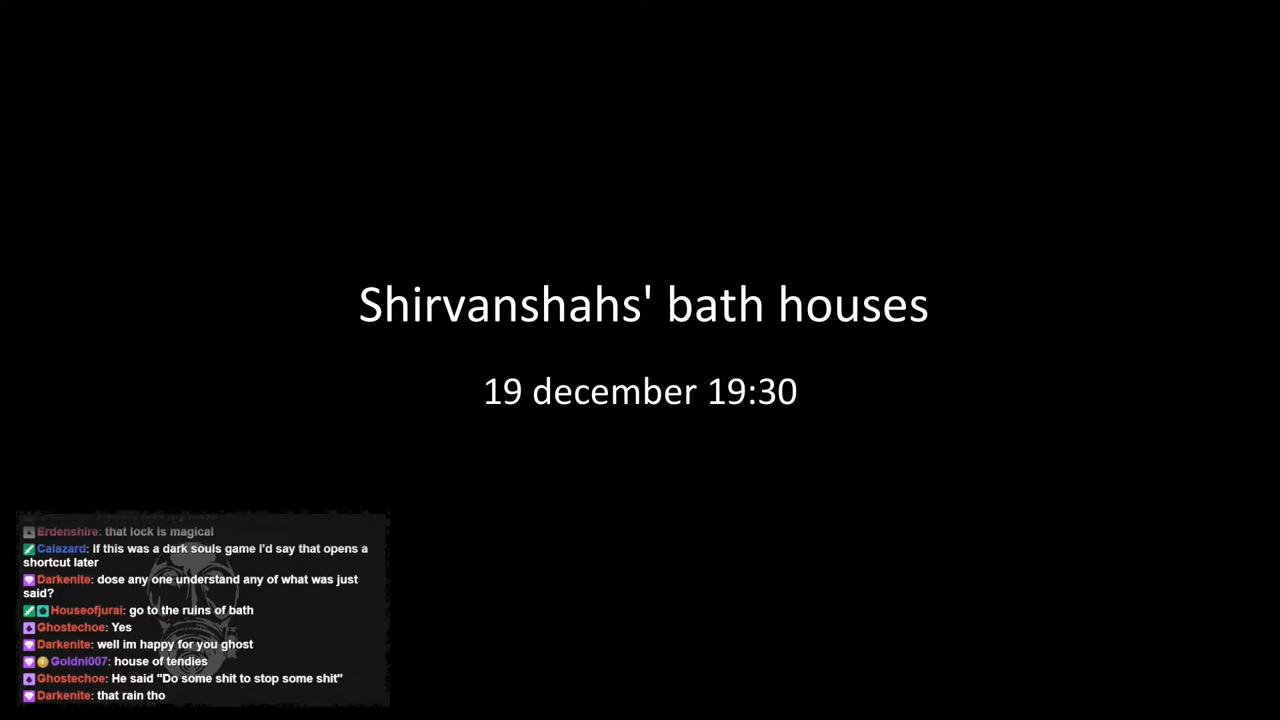 Shirvanshahs' bath houses
19 december 19:30
Erdenshire: that lock is magical
Calazard: If this was a dark souls game I'd say that opens a
shortcut later
Darkenite: dose any one understand any of what was just
said?
Houseofjurai: go to the ruins of bath
Ghostechoe: Yes
Darkenite: well im happy for you ghost
Goldni007: house of tendies
Ghostechoe: He said "Do some shit to stop some shit"
Darkenite: that rain tho